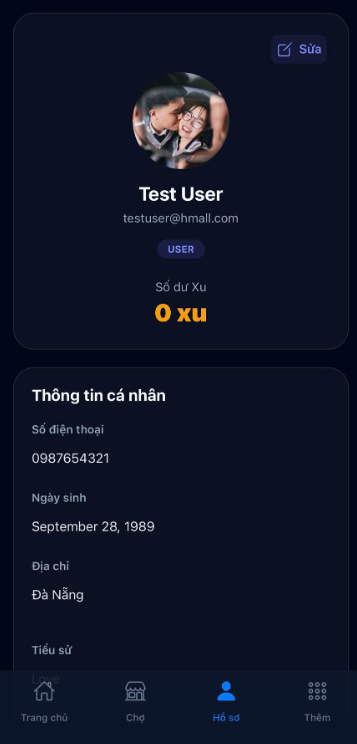 Sửa
Test User
testuser@hmall.com
USER
Số dư Xu
0 xu
Thông tin cá nhân
Số điện thoại
0987654321
Ngày sinh
September 28, 1989
Địa chỉ
Đà Nẵng
Tiểu sử
Love
Trang chủ
Chợ
Hồ sơ
Thêm